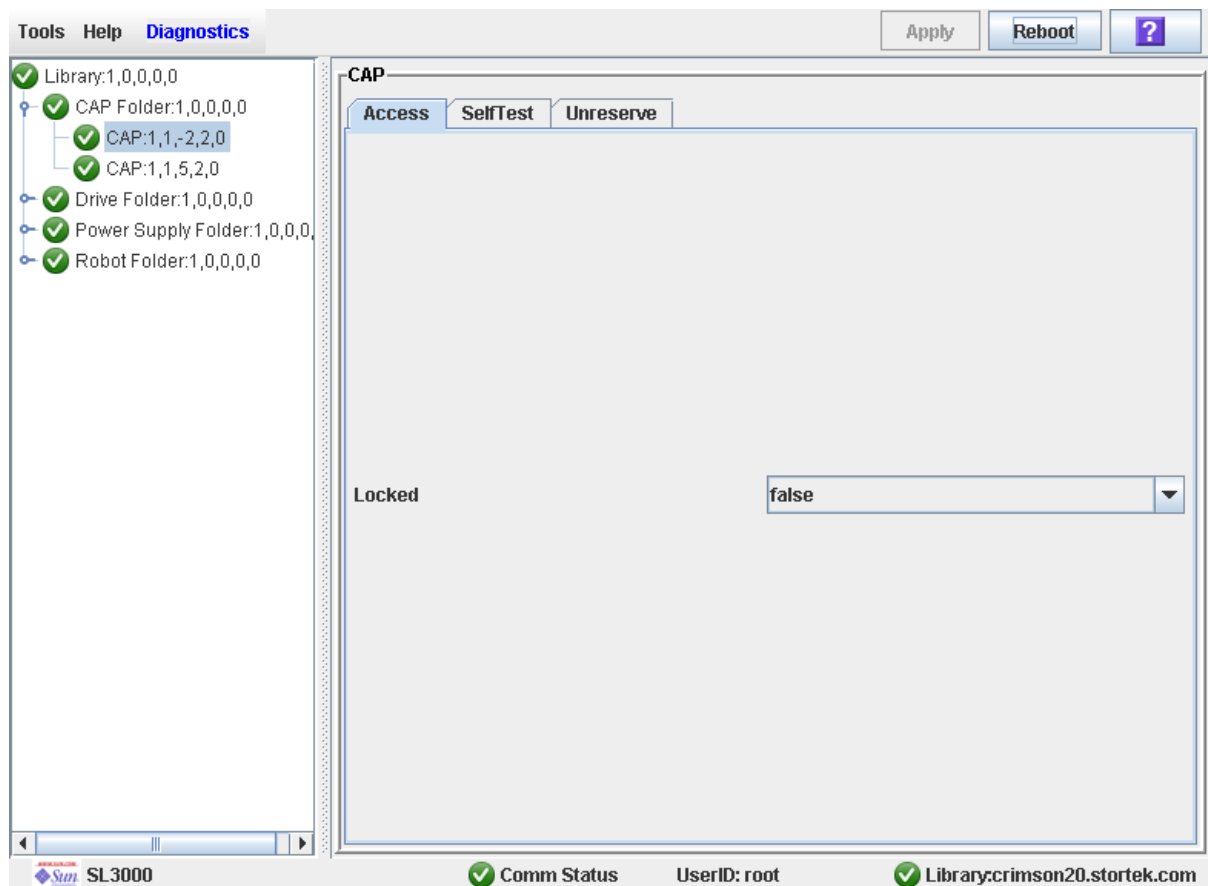 Tools Help Diagnostics
Apply Reboot ?
Library:1,0,0,0,0
CAP Folder:1,0,0,0,0
CAP:1,1,-2,2,0
CAP:1,1,5,2,0
Drive Folder:1,0,0,0,0
Power Supply Folder:1,0,0,0,
Robot Folder:1,0,0,0,0
CAP
Access SelfTest Unreserve
Locked false
Sun SL3000 Comm Status UserID: root Library:crimson20.stortek.com